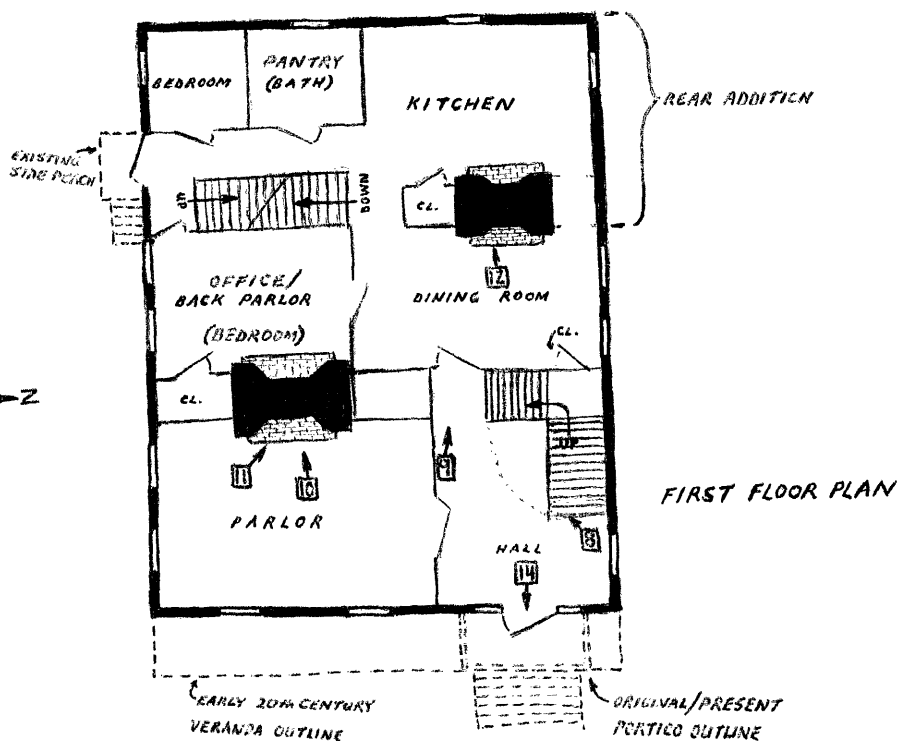 PANTRY
(BATH)
BEDROOM
KITCHEN
REAR ADDITION
EXISTING
SIDE PORCH
UP
DOWN
CL.
12
OFFICE/
BACK PARLOR
(BEDROOM)
DINING ROOM
CL.
CL.
N
UP
11
10
9
8
PARLOR
FIRST FLOOR PLAN
HALL
14
EARLY 20TH CENTURY
VERANDA OUTLINE
ORIGINAL/PRESENT
PORTICO OUTLINE